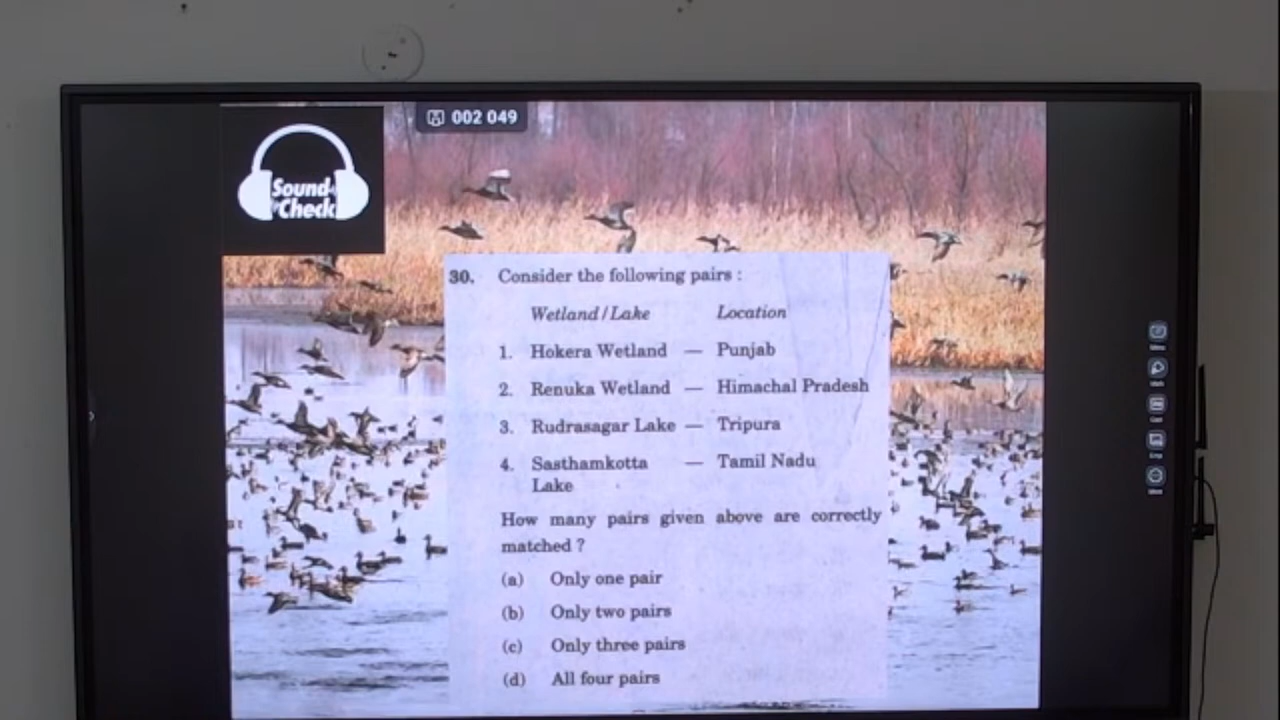 002 049
Sound
Check
30. Consider the following pairs :
Wetland / Lake Location
1. Hokera Wetland — Punjab
2. Renuka Wetland — Himachal Pradesh
3. Rudrasagar Lake — Tripura
4. Sasthamkotta — Tamil Nadu
Lake
How many pairs given above are correctly
matched ?
(a) Only one pair
(b) Only two pairs
(c) Only three pairs
(d) All four pairs